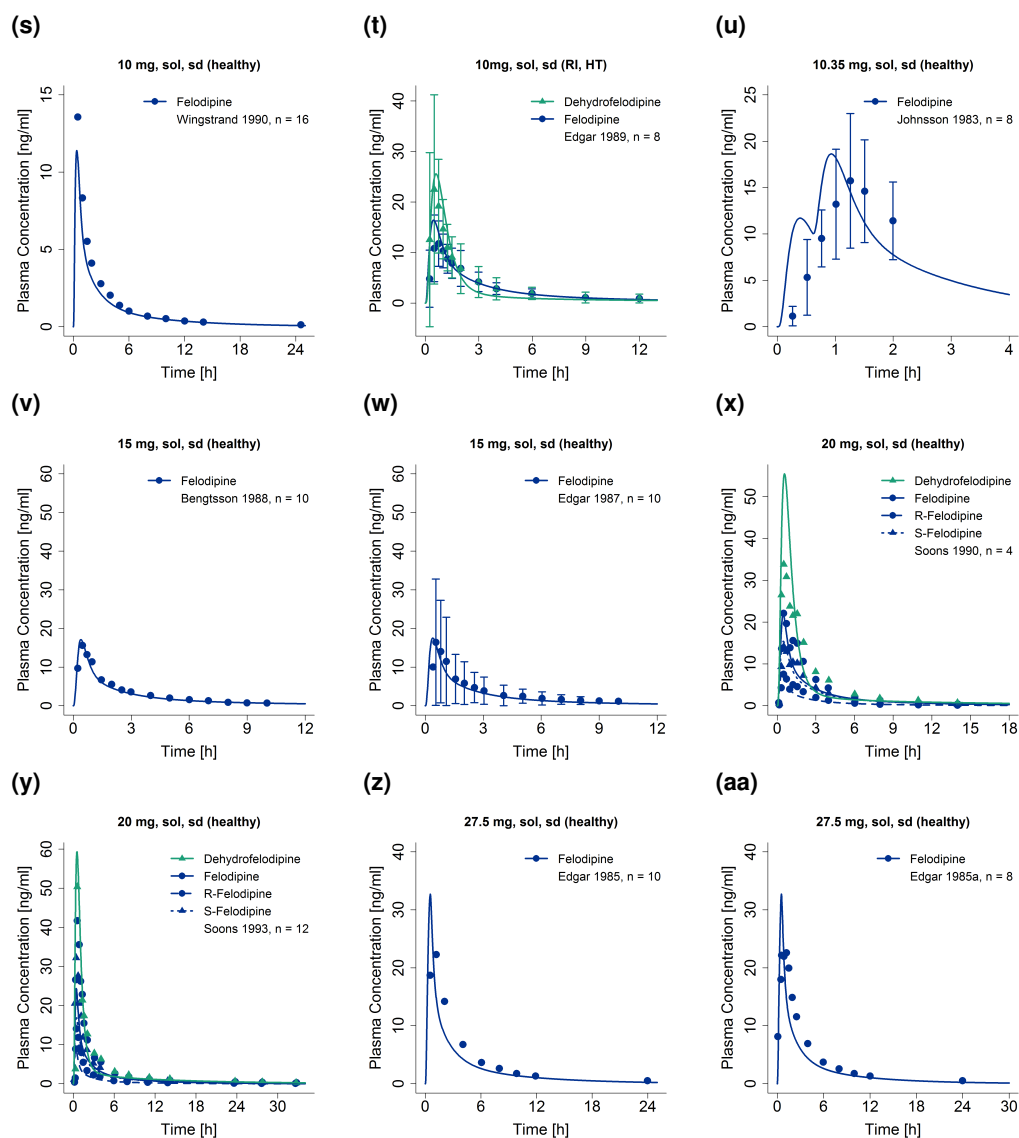 (s)
10 mg, sol, sd (healthy)
Plasma Concentration [ng/ml]
15
10
5
0
Felodipine
Wingstrand 1990, n = 16
0 6 12 18 24
Time [h]
(t)
10mg, sol, sd (RI, HT)
Plasma Concentration [ng/ml]
40
30
20
10
0
Dehydrofelodipine
Felodipine
Edgar 1989, n = 8
0 3 6 9 12
Time [h]
(u)
10.35 mg, sol, sd (healthy)
Plasma Concentration [ng/ml]
25
20
15
10
5
0
Felodipine
Johnsson 1983, n = 8
0 1 2 3 4
Time [h]
(v)
15 mg, sol, sd (healthy)
Plasma Concentration [ng/ml]
60
50
40
30
20
10
0
Felodipine
Bengtsson 1988, n = 10
0 3 6 9 12
Time [h]
(w)
15 mg, sol, sd (healthy)
Plasma Concentration [ng/ml]
60
50
40
30
20
10
0
Felodipine
Edgar 1987, n = 10
0 3 6 9 12
Time [h]
(x)
20 mg, sol, sd (healthy)
Plasma Concentration [ng/ml]
50
40
30
20
10
0
Dehydrofelodipine
Felodipine
R-Felodipine
S-Felodipine
Soons 1990, n = 4
0 3 6 9 12 15 18
Time [h]
(y)
20 mg, sol, sd (healthy)
Plasma Concentration [ng/ml]
60
50
40
30
20
10
0
Dehydrofelodipine
Felodipine
R-Felodipine
S-Felodipine
Soons 1993, n = 12
0 6 12 18 24 30
Time [h]
(z)
27.5 mg, sol, sd (healthy)
Plasma Concentration [ng/ml]
40
30
20
10
0
Felodipine
Edgar 1985, n = 10
0 6 12 18 24
Time [h]
(aa)
27.5 mg, sol, sd (healthy)
Plasma Concentration [ng/ml]
40
30
20
10
0
Felodipine
Edgar 1985a, n = 8
0 6 12 18 24 30
Time [h]